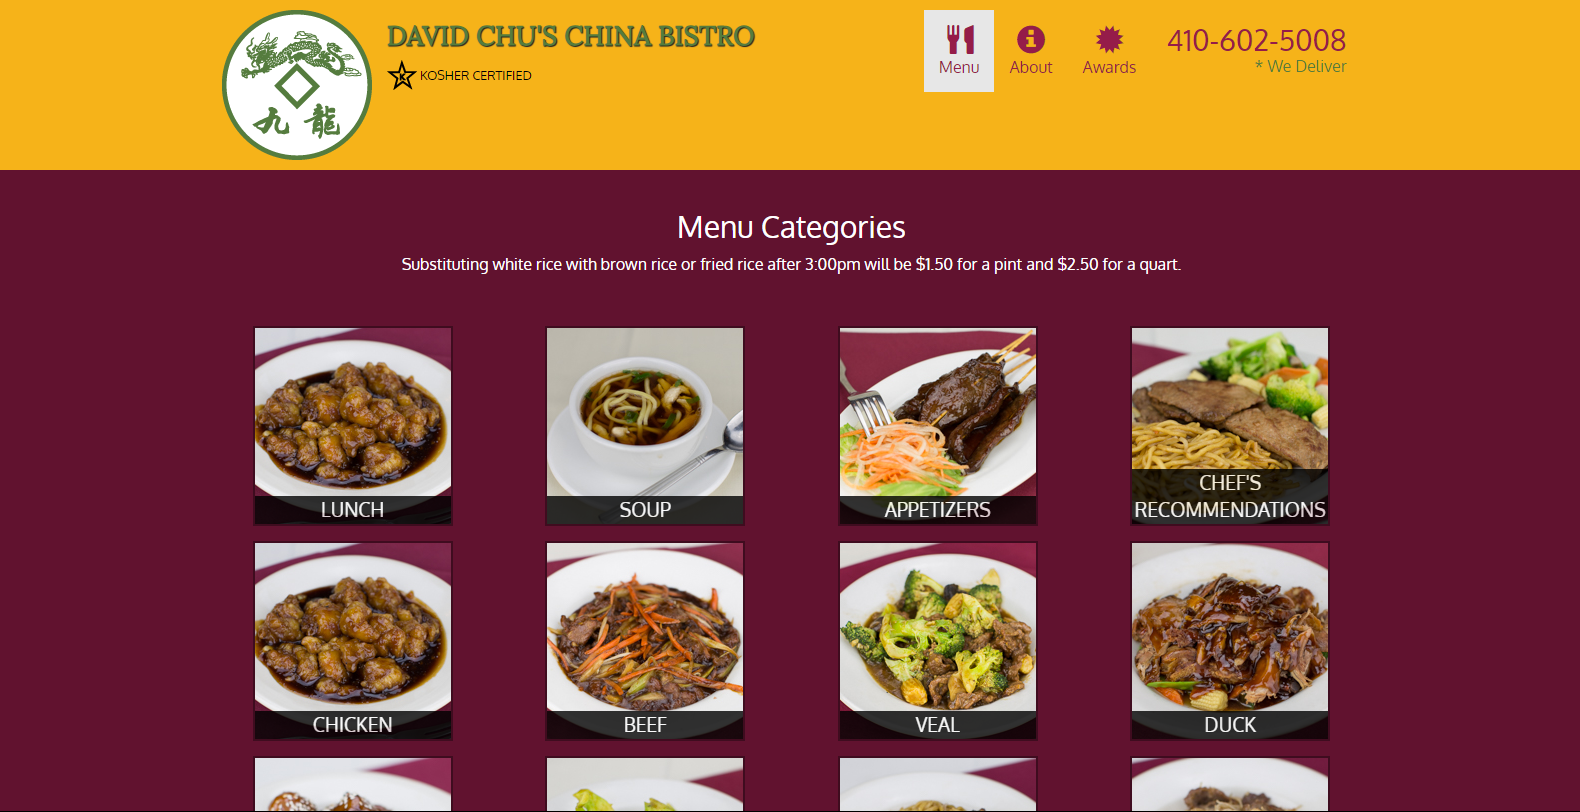 DAVID CHU'S CHINA BISTRO
K
KOSHER CERTIFIED
九 龍
Menu
About
Awards
410-602-5008
* We Deliver
Menu Categories
Substituting white rice with brown rice or fried rice after 3:00pm will be $1.50 for a pint and $2.50 for a quart.
LUNCH
SOUP
APPETIZERS
CHEF'S
RECOMMENDATIONS
CHICKEN
BEEF
VEAL
DUCK